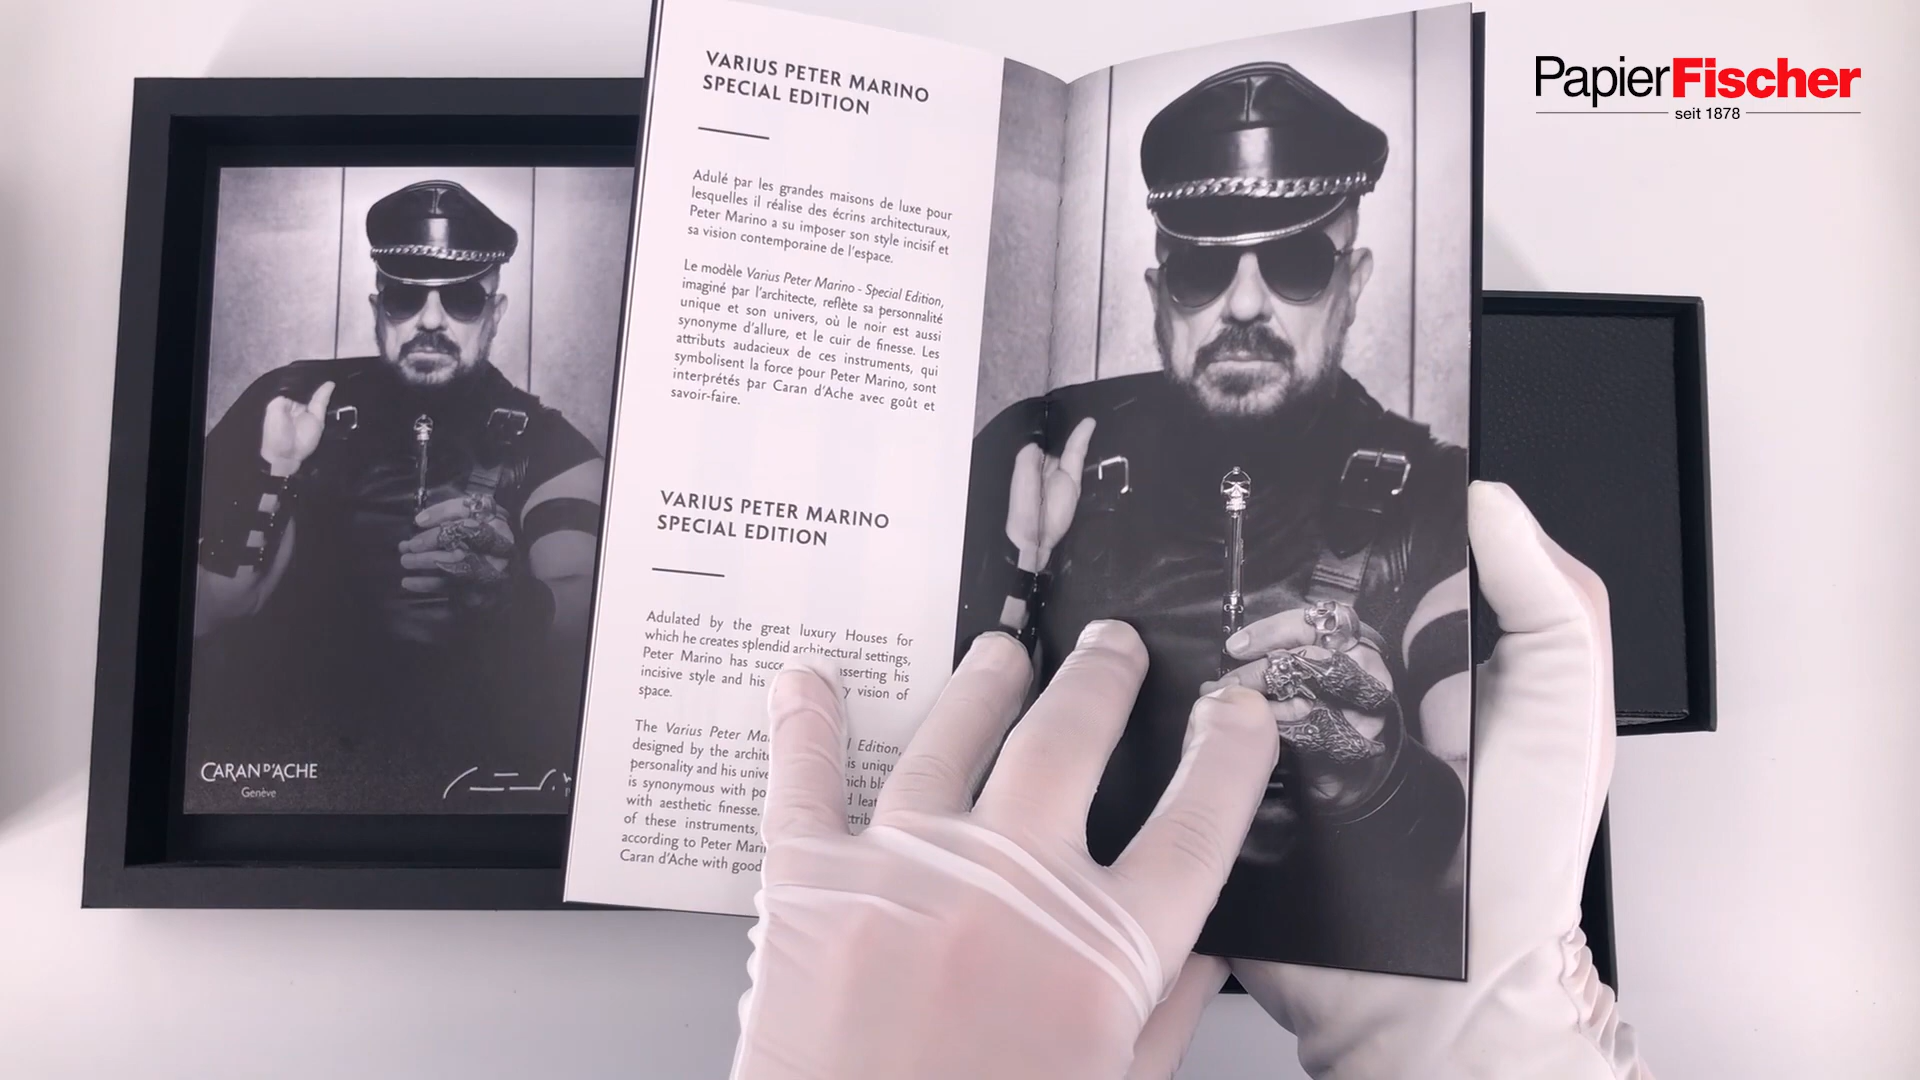 PapierFischer
seit 1878
VARIUS PETER MARINO
SPECIAL EDITION
Adulé par les grandes maisons de luxe pour
lesquelles il réalise des écrins architecturaux,
Peter Marino a su imposer son style incisif et
sa vision contemporaine de l'espace.
Le modèle Varius Peter Marino - Special Edition,
imaginé par l'architecte, reflète sa personnalité
unique et son univers, où le noir est aussi
synonyme d'allure, et le cuir de finesse. Les
attributs audacieux de ces instruments, qui
symbolisent la force pour Peter Marino, sont
interprétés par Caran d'Ache avec goût et
savoir-faire.
VARIUS PETER MARINO
SPECIAL EDITION
Adulated by the great luxury Houses for
which he creates splendid architectural settings,
Peter Marino has his
incisive style and his vision of
space.
The Varius Peter Edition,
designed by the
personality and his
is synonymous with
with aesthetic finesse.
of these instruments,
according to Peter
Caran d'Ache with good
CARAN D'ACHE
Genève